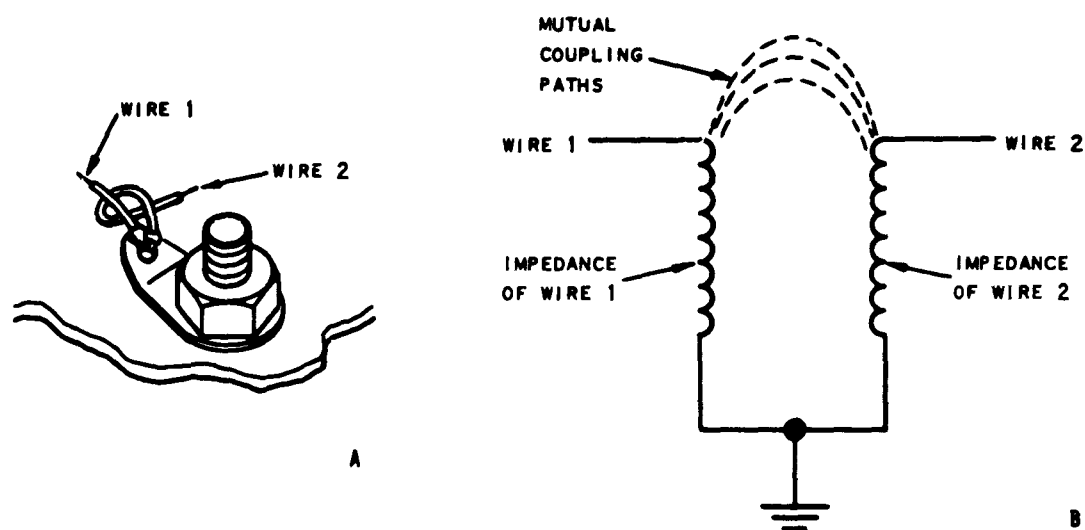 MUTUAL
COUPLING
PATHS
WIRE 1
WIRE 2
WIRE 1
WIRE 2
IMPEDANCE
OF WIRE 1
IMPEDANCE
OF WIRE 2
A
B